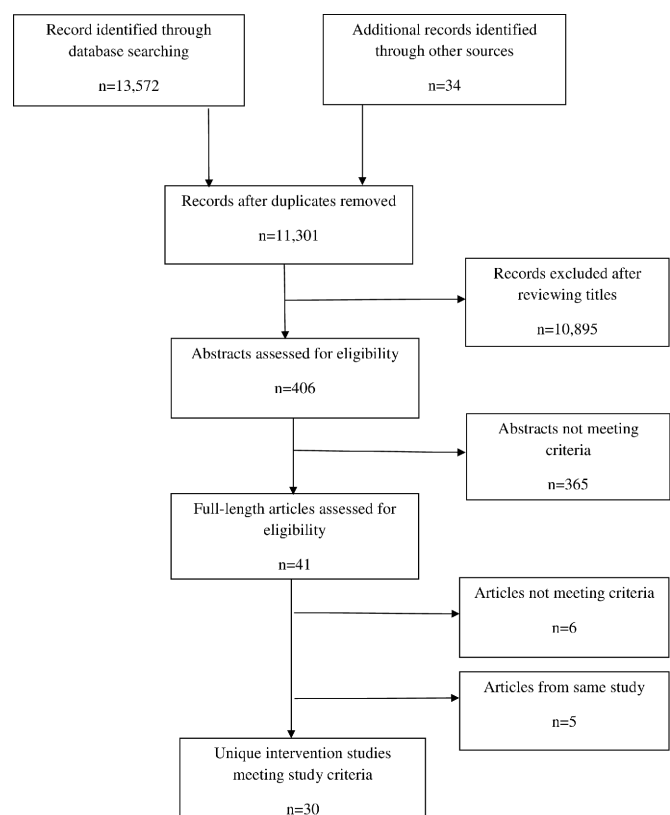 Record identified through
database searching
n=13,572
Additional records identified
through other sources
n=34
Records after duplicates removed
n=11,301
Records excluded after
reviewing titles
n=10,895
Abstracts assessed for eligibility
n=406
Abstracts not meeting
criteria
n=365
Full-length articles assessed for
eligibility
n=41
Articles not meeting criteria
n=6
Articles from same study
n=5
Unique intervention studies
meeting study criteria
n=30